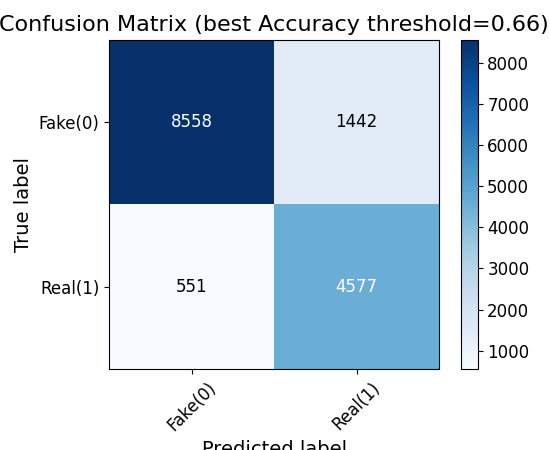 Confusion Matrix (best Accuracy threshold=0.66)
True label
Fake(0)
8558
1442
Real(1)
551
4577
Fake(0)
Real(1)
Predicted label
8000
7000
6000
5000
4000
3000
2000
1000